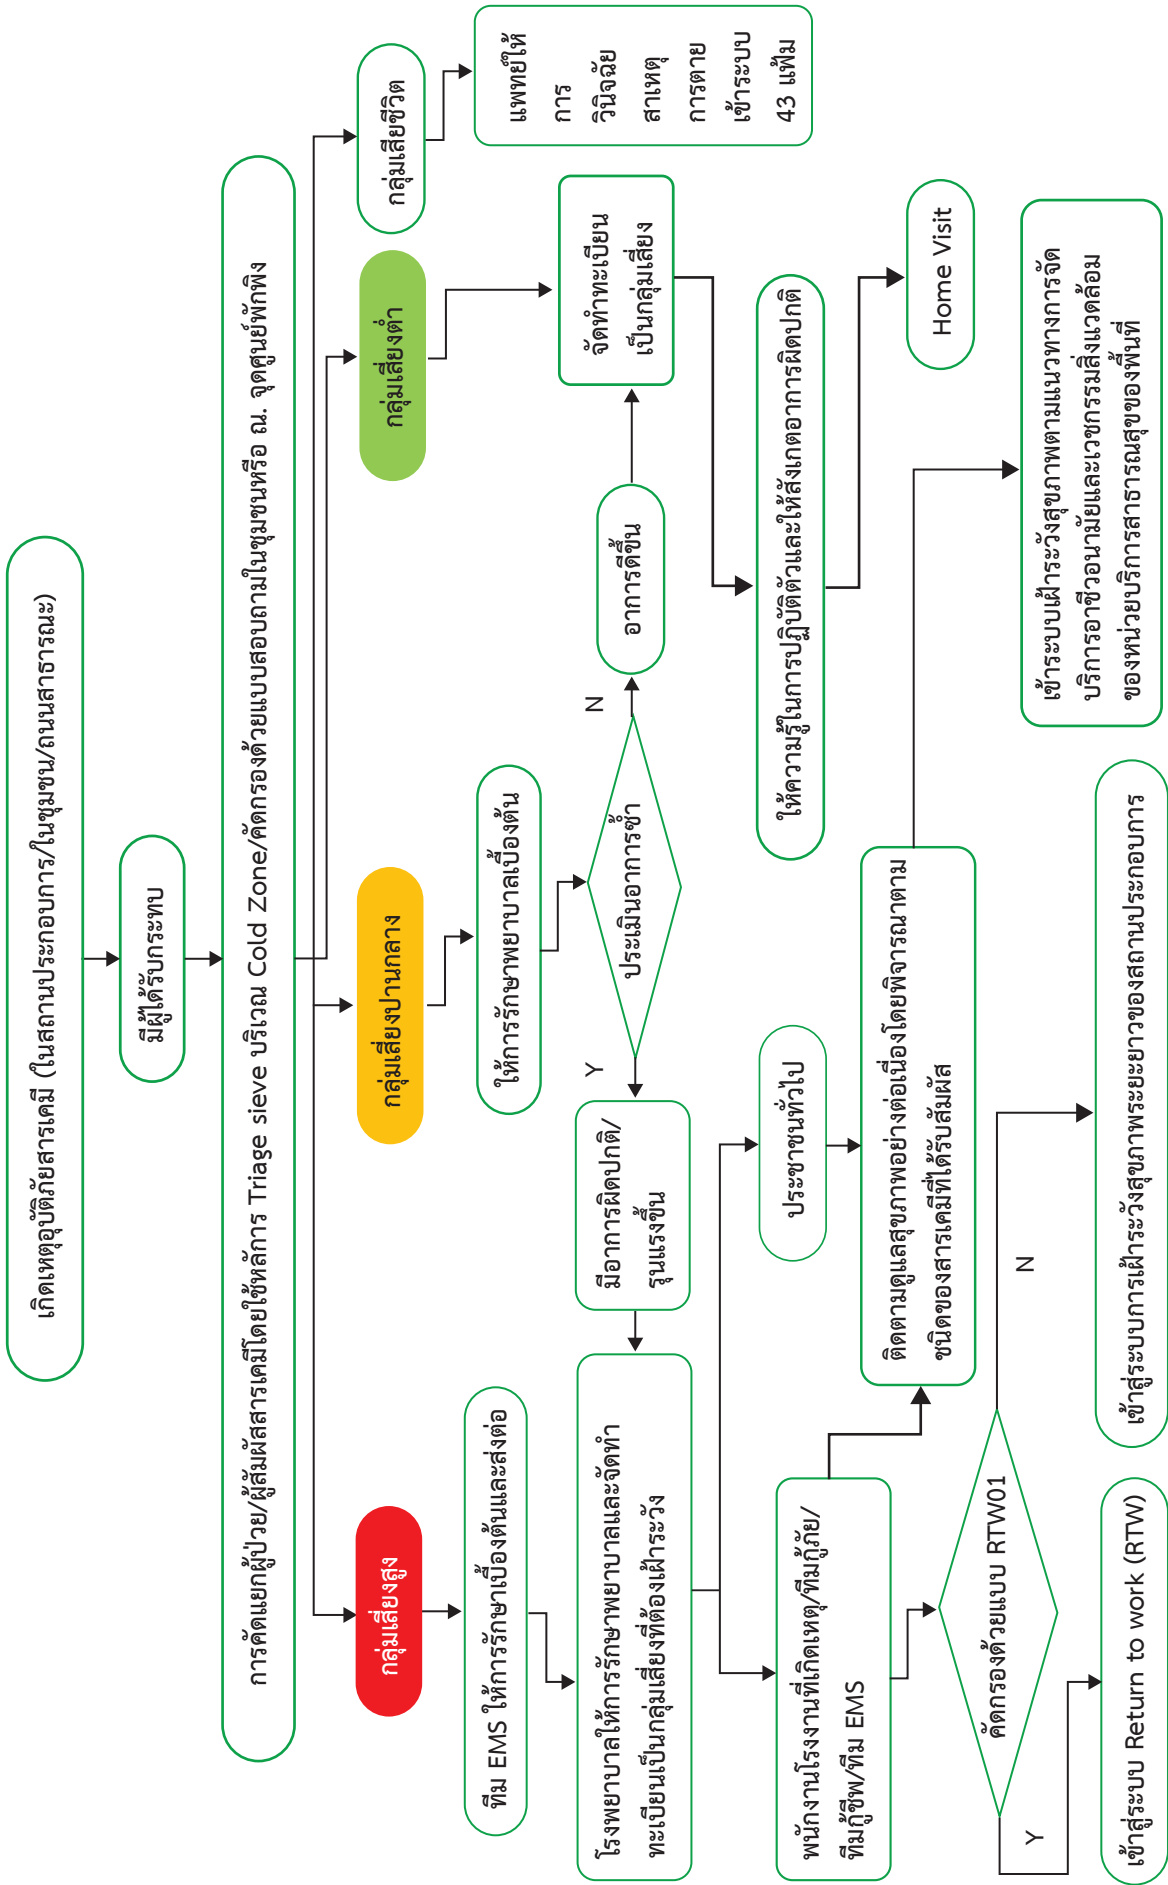 เกิดเหตุอุบัติภัยสารเคมี (ในสถานประกอบการ/ในชุมชน/ถนนสาธารณะ)
มีผู้ได้รับกระทบ
การคัดแยกผู้ป่วย/ผู้สัมผัสสารเคมีโดยใช้หลักการ Triage sieve บริเวณ Cold Zone/คัดกรองด้วยแบบสอบถามในชุมชนหรือ ณ. จุดศูนย์พักพิง
กลุ่มเสี่ยงสูง
กลุ่มเสี่ยงปานกลาง
กลุ่มเสี่ยงต่ำ
กลุ่มเสียชีวิต
ทีม EMS ให้การรักษาเบื้องต้นและส่งต่อ
ให้การรักษาพยาบาลเบื้องต้น
แพทย์ให้
การ
วินิจฉัย
สาเหตุ
การตาย
เข้าระบบ
43 แฟ้ม
ประเมินอาการซ้ำ
Y
N
มีอาการผิดปกติ/
รุนแรงขึ้น
อาการดีขึ้น
จัดทำทะเบียน
เป็นกลุ่มเสี่ยง
โรงพยาบาลให้การรักษาพยาบาลและจัดทำ
ทะเบียนเป็นกลุ่มเสี่ยงที่ต้องเฝ้าระวัง
พนักงานโรงงานที่เกิดเหตุ/ทีมกู้ภัย/
ทีมกู้ชีพ/ทีม EMS
ประชาชนทั่วไป
ให้ความรู้ในการปฏิบัติตัวและให้สังเกตอาการผิดปกติ
ติดตามดูแลสุขภาพอย่างต่อเนื่องโดยพิจารณาตาม
ชนิดของสารเคมีที่ได้รับสัมผัส
Home Visit
คัดกรองด้วยแบบ RTW01
Y
N
เข้าสู่ระบบ Return to work (RTW)
เข้าสู่ระบบการเฝ้าระวังสุขภาพระยะยาวของสถานประกอบการ
เข้าระบบเฝ้าระวังสุขภาพตามแนวทางการจัด
บริการอาชีวอนามัยและเวชกรรมสิ่งแวดล้อม
ของหน่วยบริการสาธารณสุขของพื้นที่